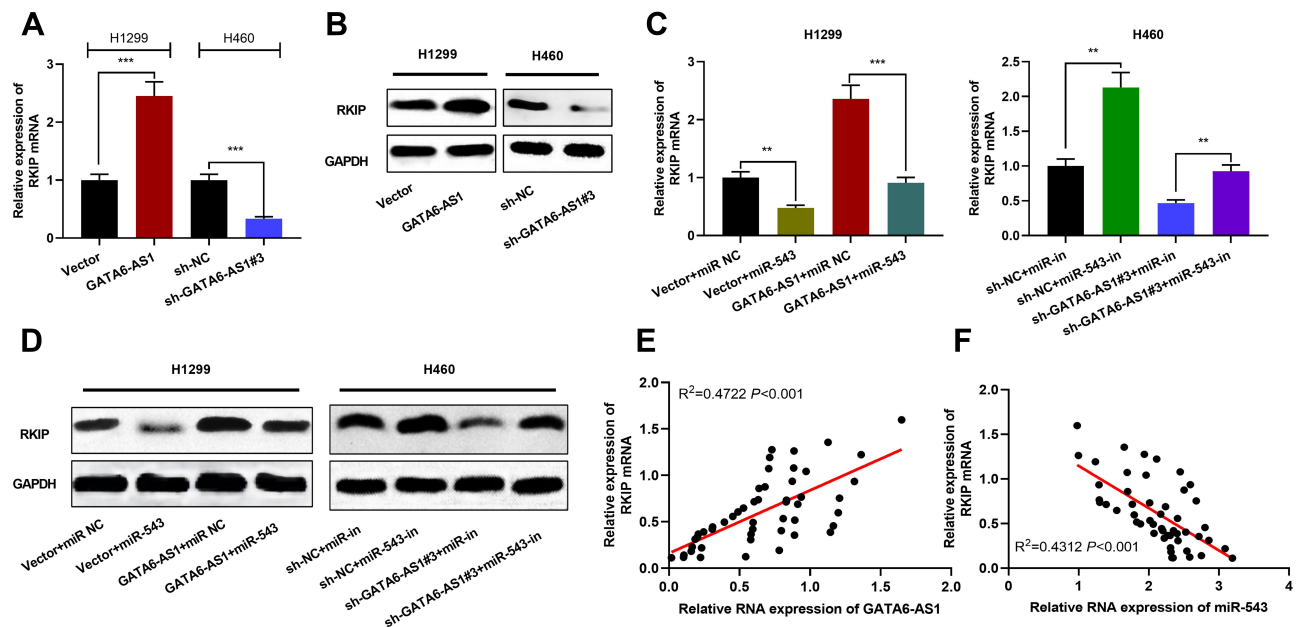 A
H1299
H460
Relative expression of
RKIP mRNA
3
2
1
0
***
***
Vector
GATA6-AS1
sh-NC
sh-GATA6-AS1#3
B
H1299
H460
RKIP
GAPDH
Vector
GATA6-AS1
sh-NC
sh-GATA6-AS1#3
C
H1299
Relative expression of
RKIP mRNA
3
2
1
0
**
***
Vector+miR NC
Vector+miR-543
GATA6-AS1+miR NC
GATA6-AS1+miR-543
H460
Relative expression of
RKIP mRNA
2.5
2.0
1.5
1.0
0.5
0.0
**
**
sh-NC+miR-in
sh-NC+miR-543-in
sh-GATA6-AS1#3+miR-in
sh-GATA6-AS1#3+miR-543-in
D
H1299
H460
RKIP
GAPDH
Vector+miR NC
Vector+miR-543
GATA6-AS1+miR NC
GATA6-AS1+miR-543
sh-NC+miR-in
sh-NC+miR-543-in
sh-GATA6-AS1#3+miR-in
sh-GATA6-AS1#3+miR-543-in
E
Relative expression of
RKIP mRNA
2.0
1.5
1.0
0.5
0.0
R²=0.4722 P<0.001
0.0 0.5 1.0 1.5 2.0
Relative RNA expression of GATA6-AS1
F
Relative expression of
RKIP mRNA
2.0
1.5
1.0
0.5
0.0
R²=0.4312 P<0.001
0 1 2 3 4
Relative RNA expression of miR-543